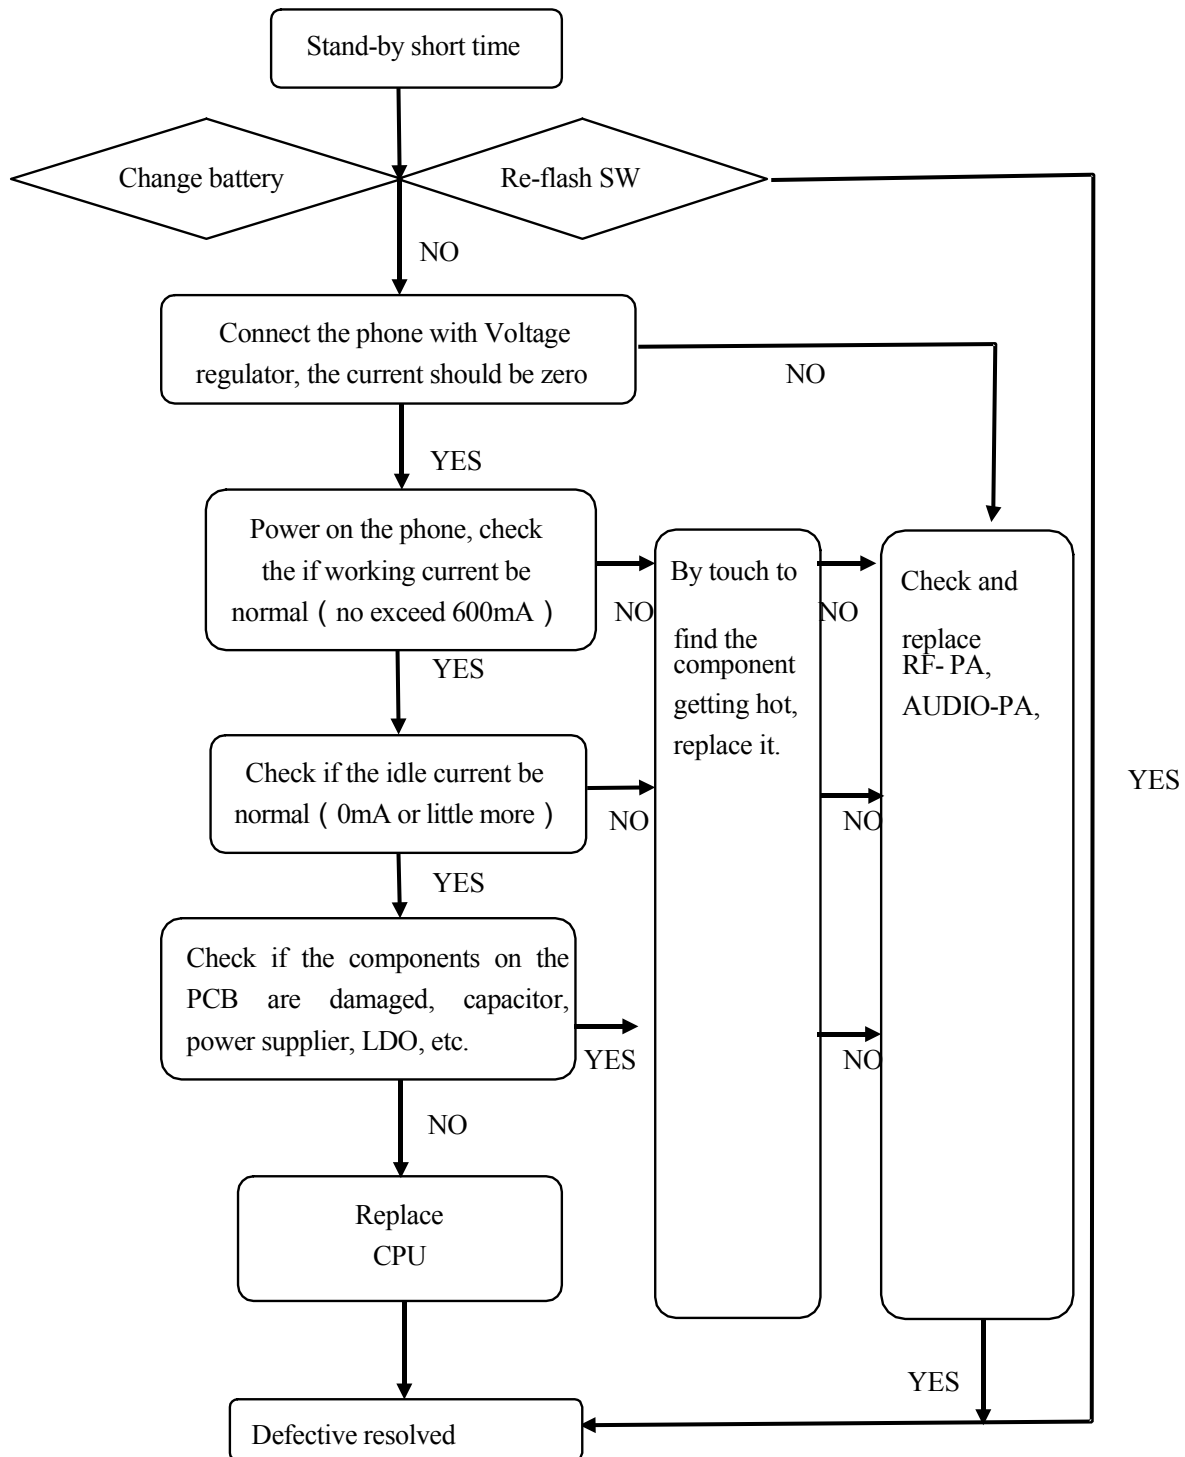 Stand-by short time
Change battery
Re-flash SW
NO
Connect the phone with Voltage
regulator, the current should be zero
NO
YES
Power on the phone, check
the if working current be
normal ( no exceed 600mA )
NO
YES
By touch to
find the
component
getting hot,
replace it.
NO
Check and
replace
RF- PA,
AUDIO-PA,
YES
Check if the idle current be
normal ( 0mA or little more )
NO
NO
YES
Check if the components on the
PCB are damaged, capacitor,
power supplier, LDO, etc.
YES
NO
NO
Replace
CPU
YES
Defective resolved